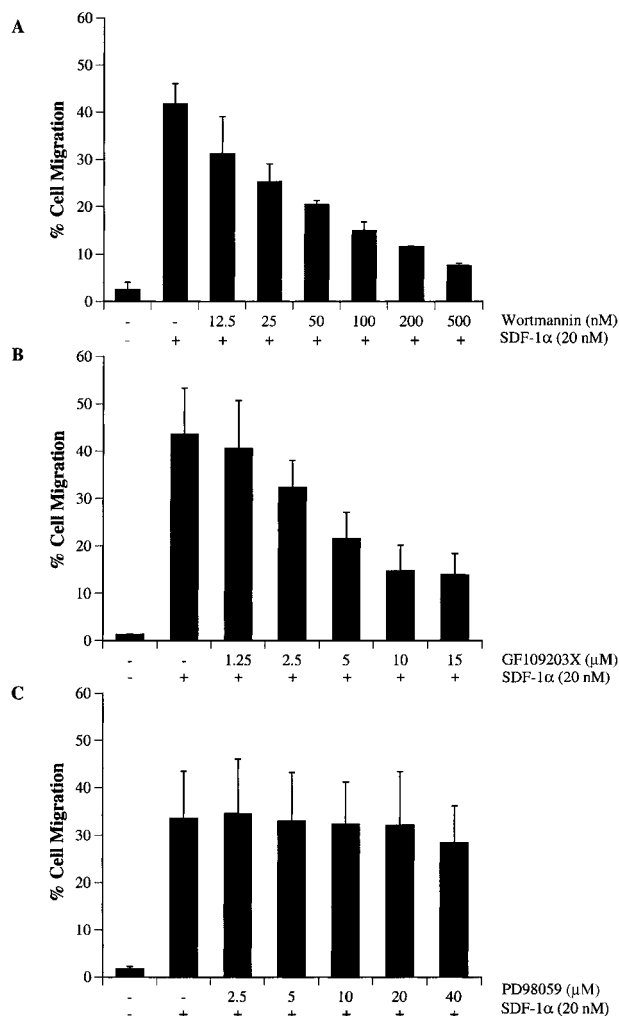 A
60
50
40
30
20
10
0
% Cell Migration
- - 12.5 25 50 100 200 500 Wortmannin (nM)
- + + + + + + + SDF-1α (20 nM)
B
60
50
40
30
20
10
0
% Cell Migration
- - 1.25 2.5 5 10 15 GF109203X (μM)
- + + + + + + SDF-1α (20 nM)
C
60
50
40
30
20
10
0
% Cell Migration
- - 2.5 5 10 20 40 PD98059 (μM)
- + + + + + + SDF-1α (20 nM)